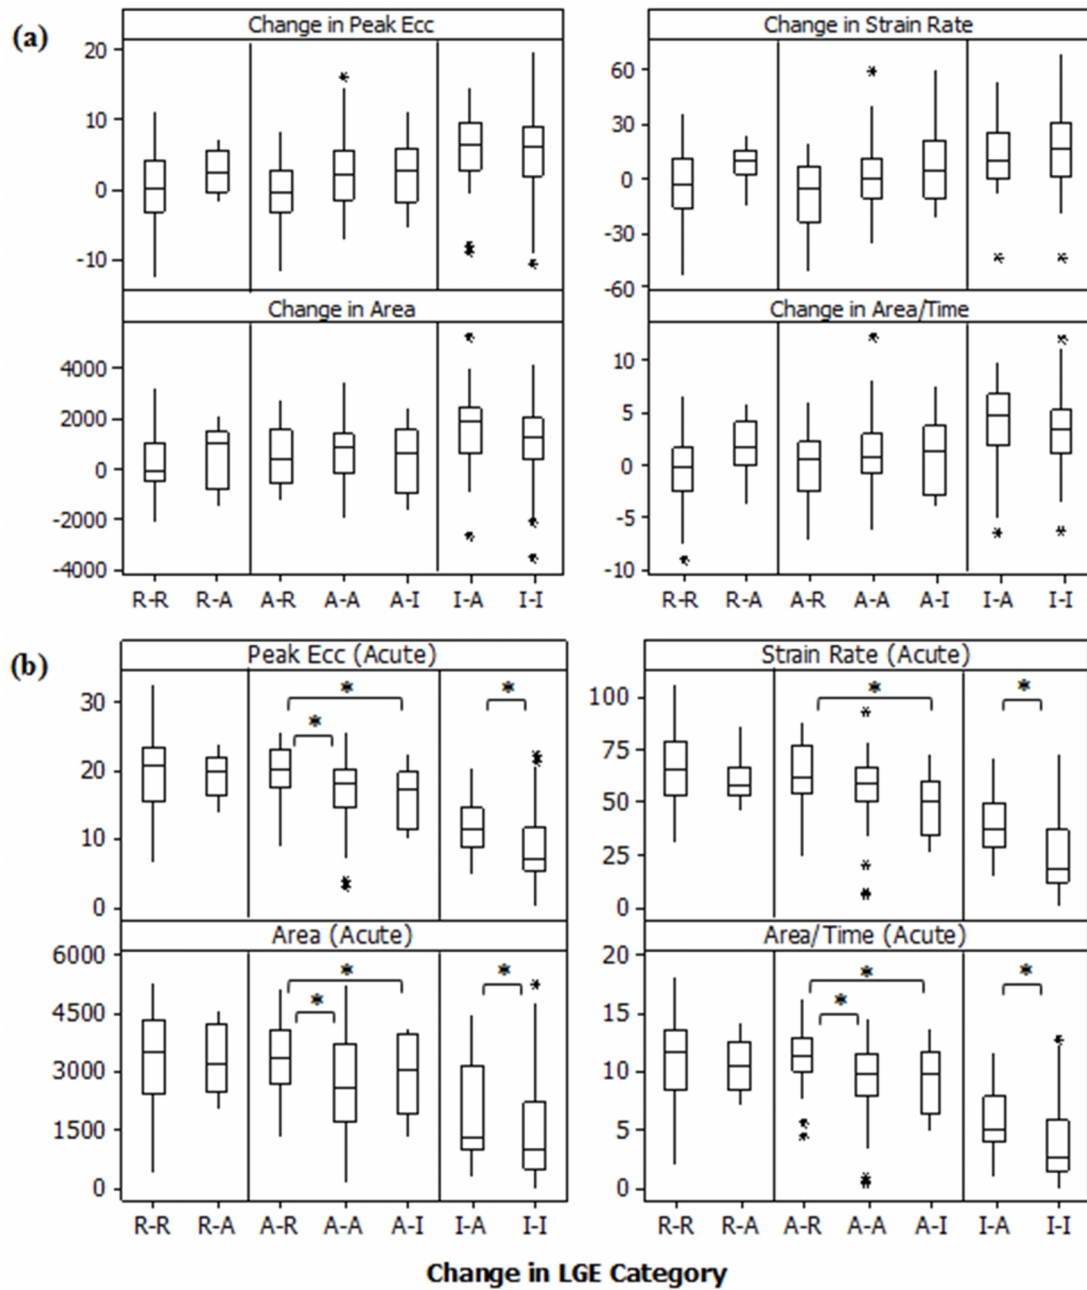 (a)
Change in Peak Ecc
20
10
0
-10
Change in Strain Rate
60
30
0
-30
-60
Change in Area
4000
2000
0
-2000
-4000
R-R R-A A-R A-A A-I I-A I-I
Change in Area/Time
10
5
0
-5
-10
R-R R-A A-R A-A A-I I-A I-I
(b)
Peak Ecc (Acute)
30
20
10
0
* * *
Strain Rate (Acute)
100
75
50
25
0
* *
Area (Acute)
6000
4500
3000
1500
0
* * *
R-R R-A A-R A-A A-I I-A I-I
Area/Time (Acute)
20
15
10
5
0
* * *
R-R R-A A-R A-A A-I I-A I-I
Change in LGE Category